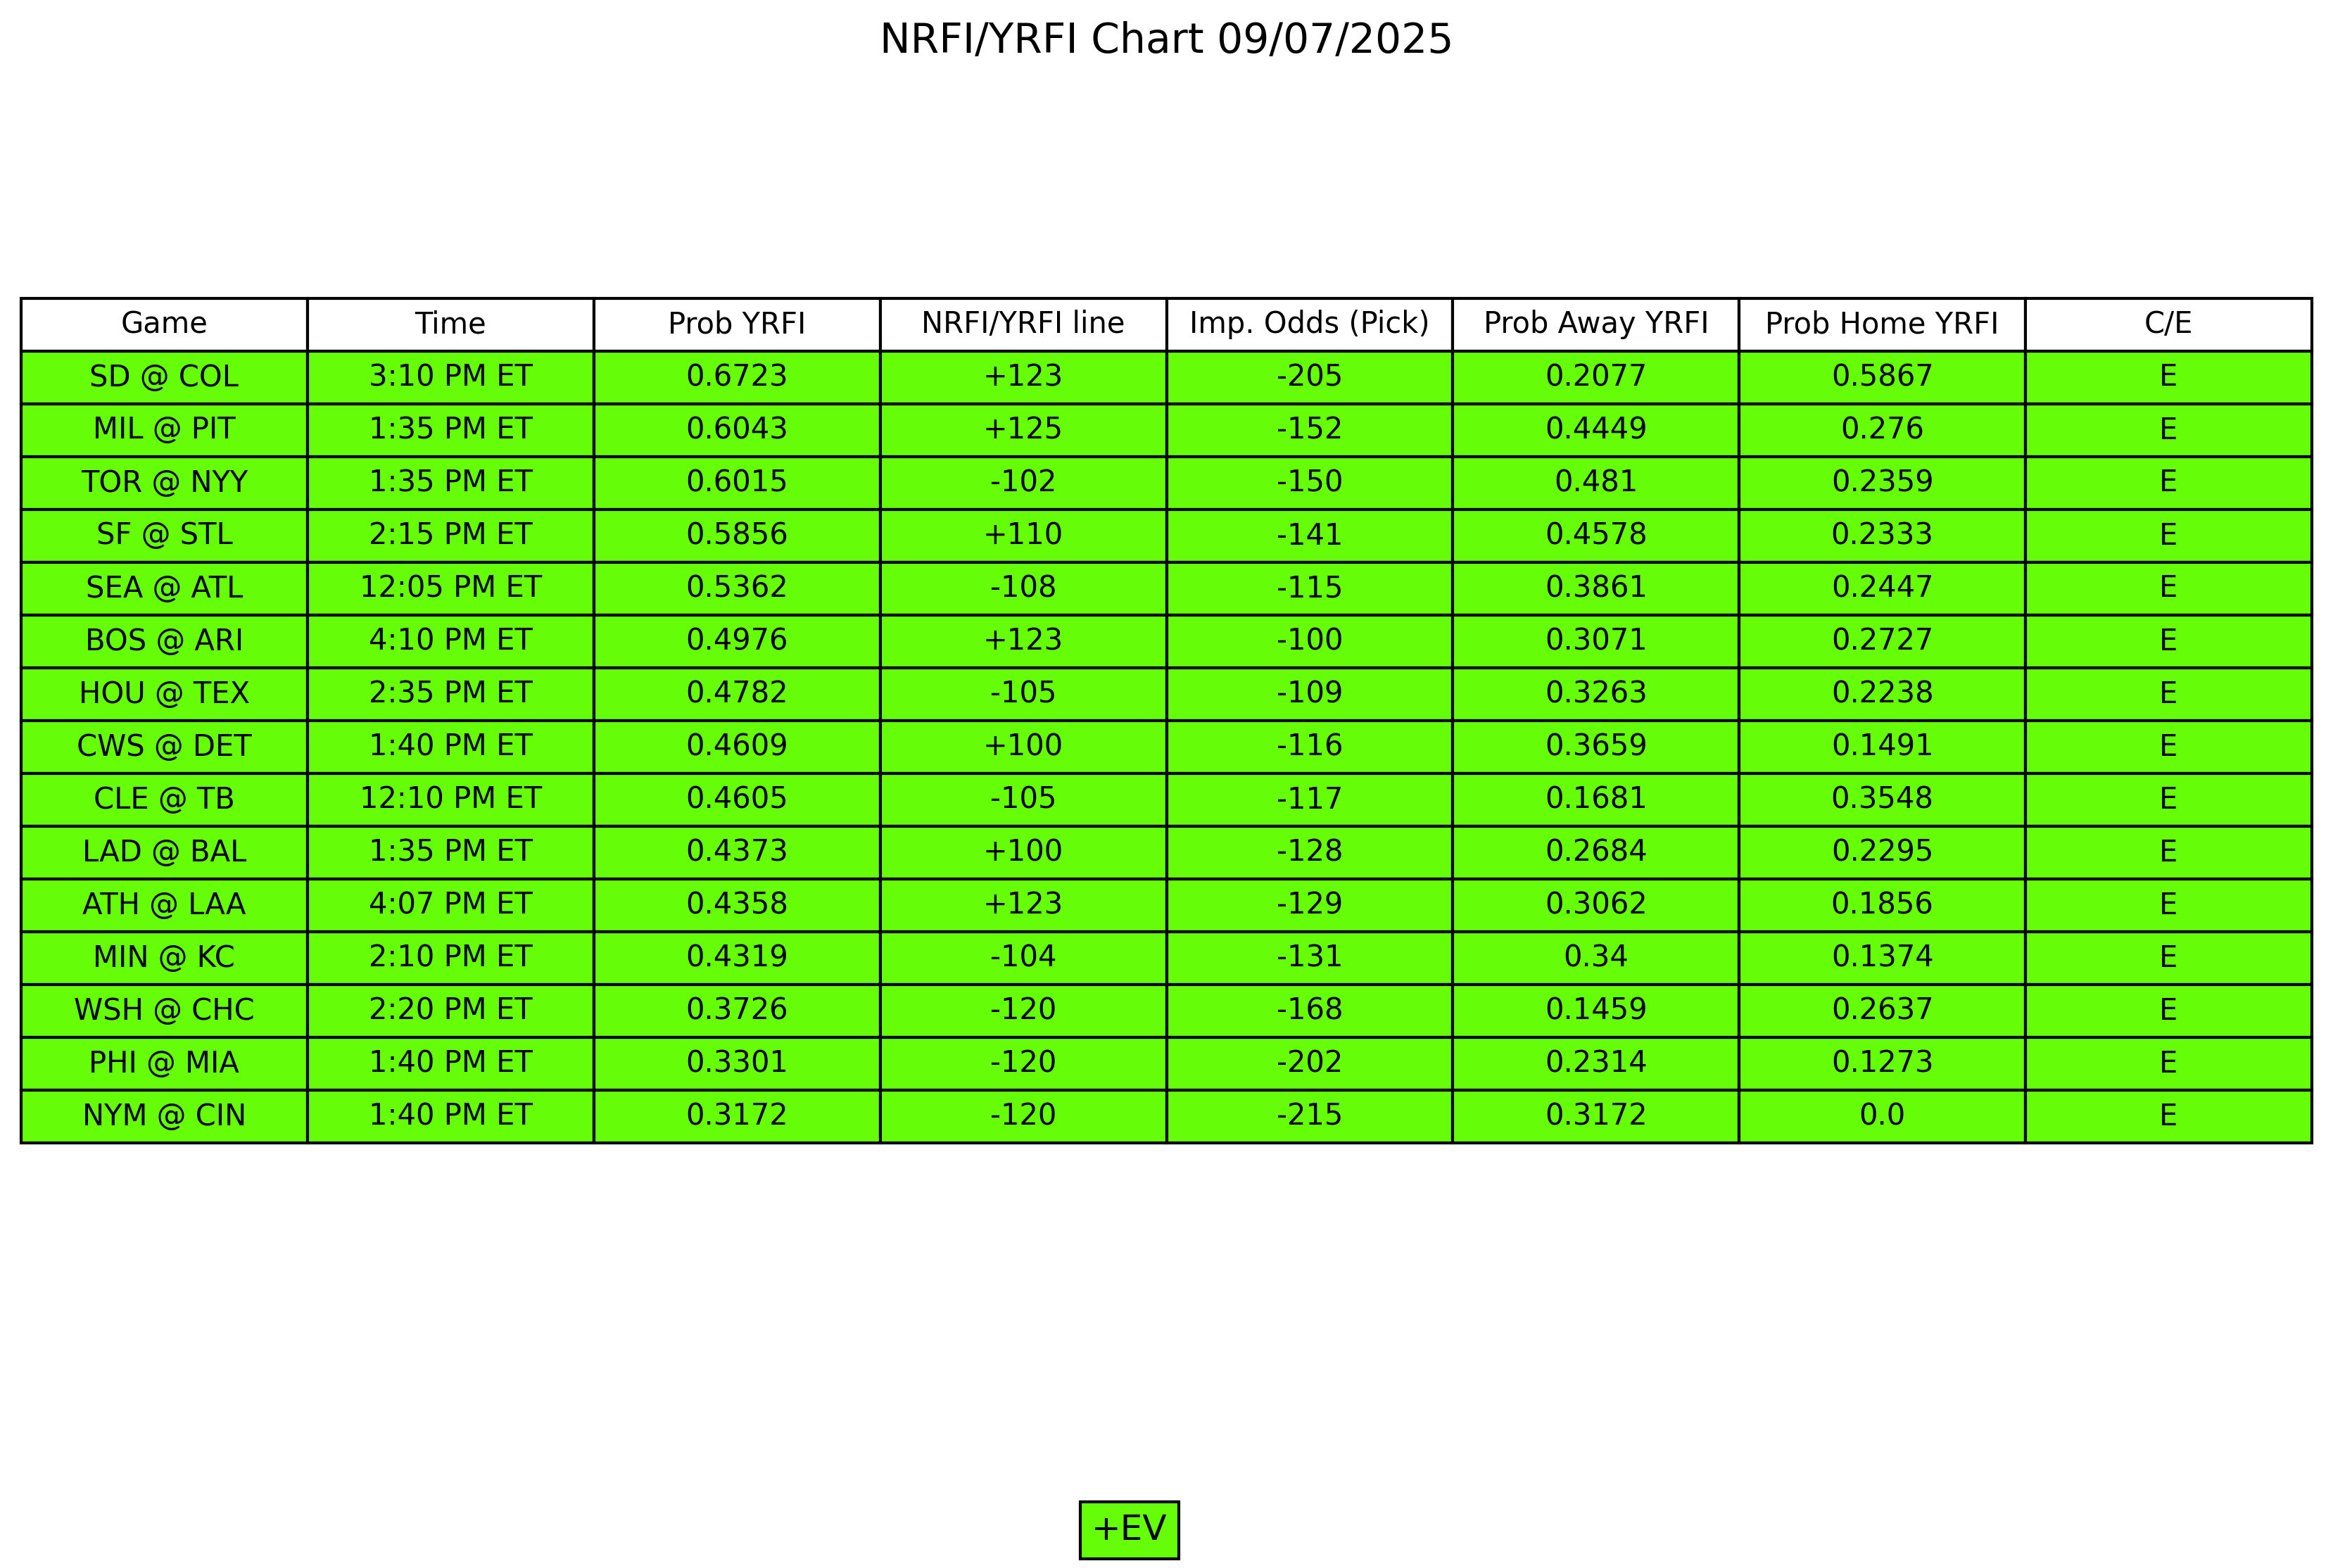 NRFI/YRFI Chart 09/07/2025
Game Time Prob YRFI NRFI/YRFI line Imp. Odds (Pick) Prob Away YRFI Prob Home YRFI C/E
SD @ COL 3:10 PM ET 0.6723 +123 -205 0.2077 0.5867 E
MIL @ PIT 1:35 PM ET 0.6043 +125 -152 0.4449 0.276 E
TOR @ NYY 1:35 PM ET 0.6015 -102 -150 0.481 0.2359 E
SF @ STL 2:15 PM ET 0.5856 +110 -141 0.4578 0.2333 E
SEA @ ATL 12:05 PM ET 0.5362 -108 -115 0.3861 0.2447 E
BOS @ ARI 4:10 PM ET 0.4976 +123 -100 0.3071 0.2727 E
HOU @ TEX 2:35 PM ET 0.4782 -105 -109 0.3263 0.2238 E
CWS @ DET 1:40 PM ET 0.4609 +100 -116 0.3659 0.1491 E
CLE @ TB 12:10 PM ET 0.4605 -105 -117 0.1681 0.3548 E
LAD @ BAL 1:35 PM ET 0.4373 +100 -128 0.2684 0.2295 E
ATH @ LAA 4:07 PM ET 0.4358 +123 -129 0.3062 0.1856 E
MIN @ KC 2:10 PM ET 0.4319 -104 -131 0.34 0.1374 E
WSH @ CHC 2:20 PM ET 0.3726 -120 -168 0.1459 0.2637 E
PHI @ MIA 1:40 PM ET 0.3301 -120 -202 0.2314 0.1273 E
NYM @ CIN 1:40 PM ET 0.3172 -120 -215 0.3172 0.0 E
+EV